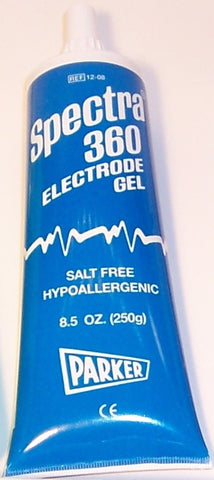 REF 12-08
Spectra®
360
ELECTRODE
GEL
SALT FREE
HYPOALLERGENIC
8.5 OZ. (250g)
PARKER
CE